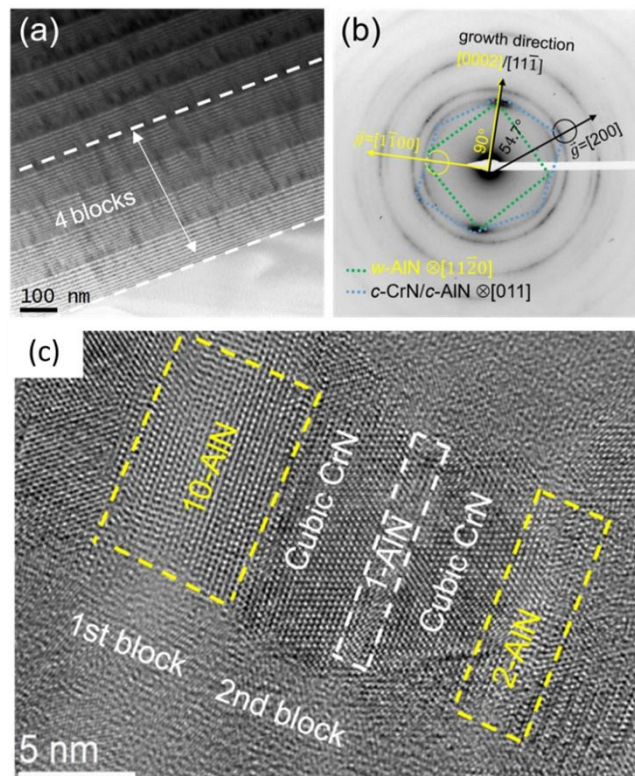 (a)
4 blocks
100 nm
(b)
growth direction
[0002]/[111̅]
90°
54.7°
g⃗=[11̅00]
g⃗=[200]
w-AlN ⊗[112̅0]
c-CrN/c-AlN ⊗[011]
(c)
10-AlN
Cubic CrN
1-AlN
Cubic CrN
2-AlN
1st block
2nd block
5 nm